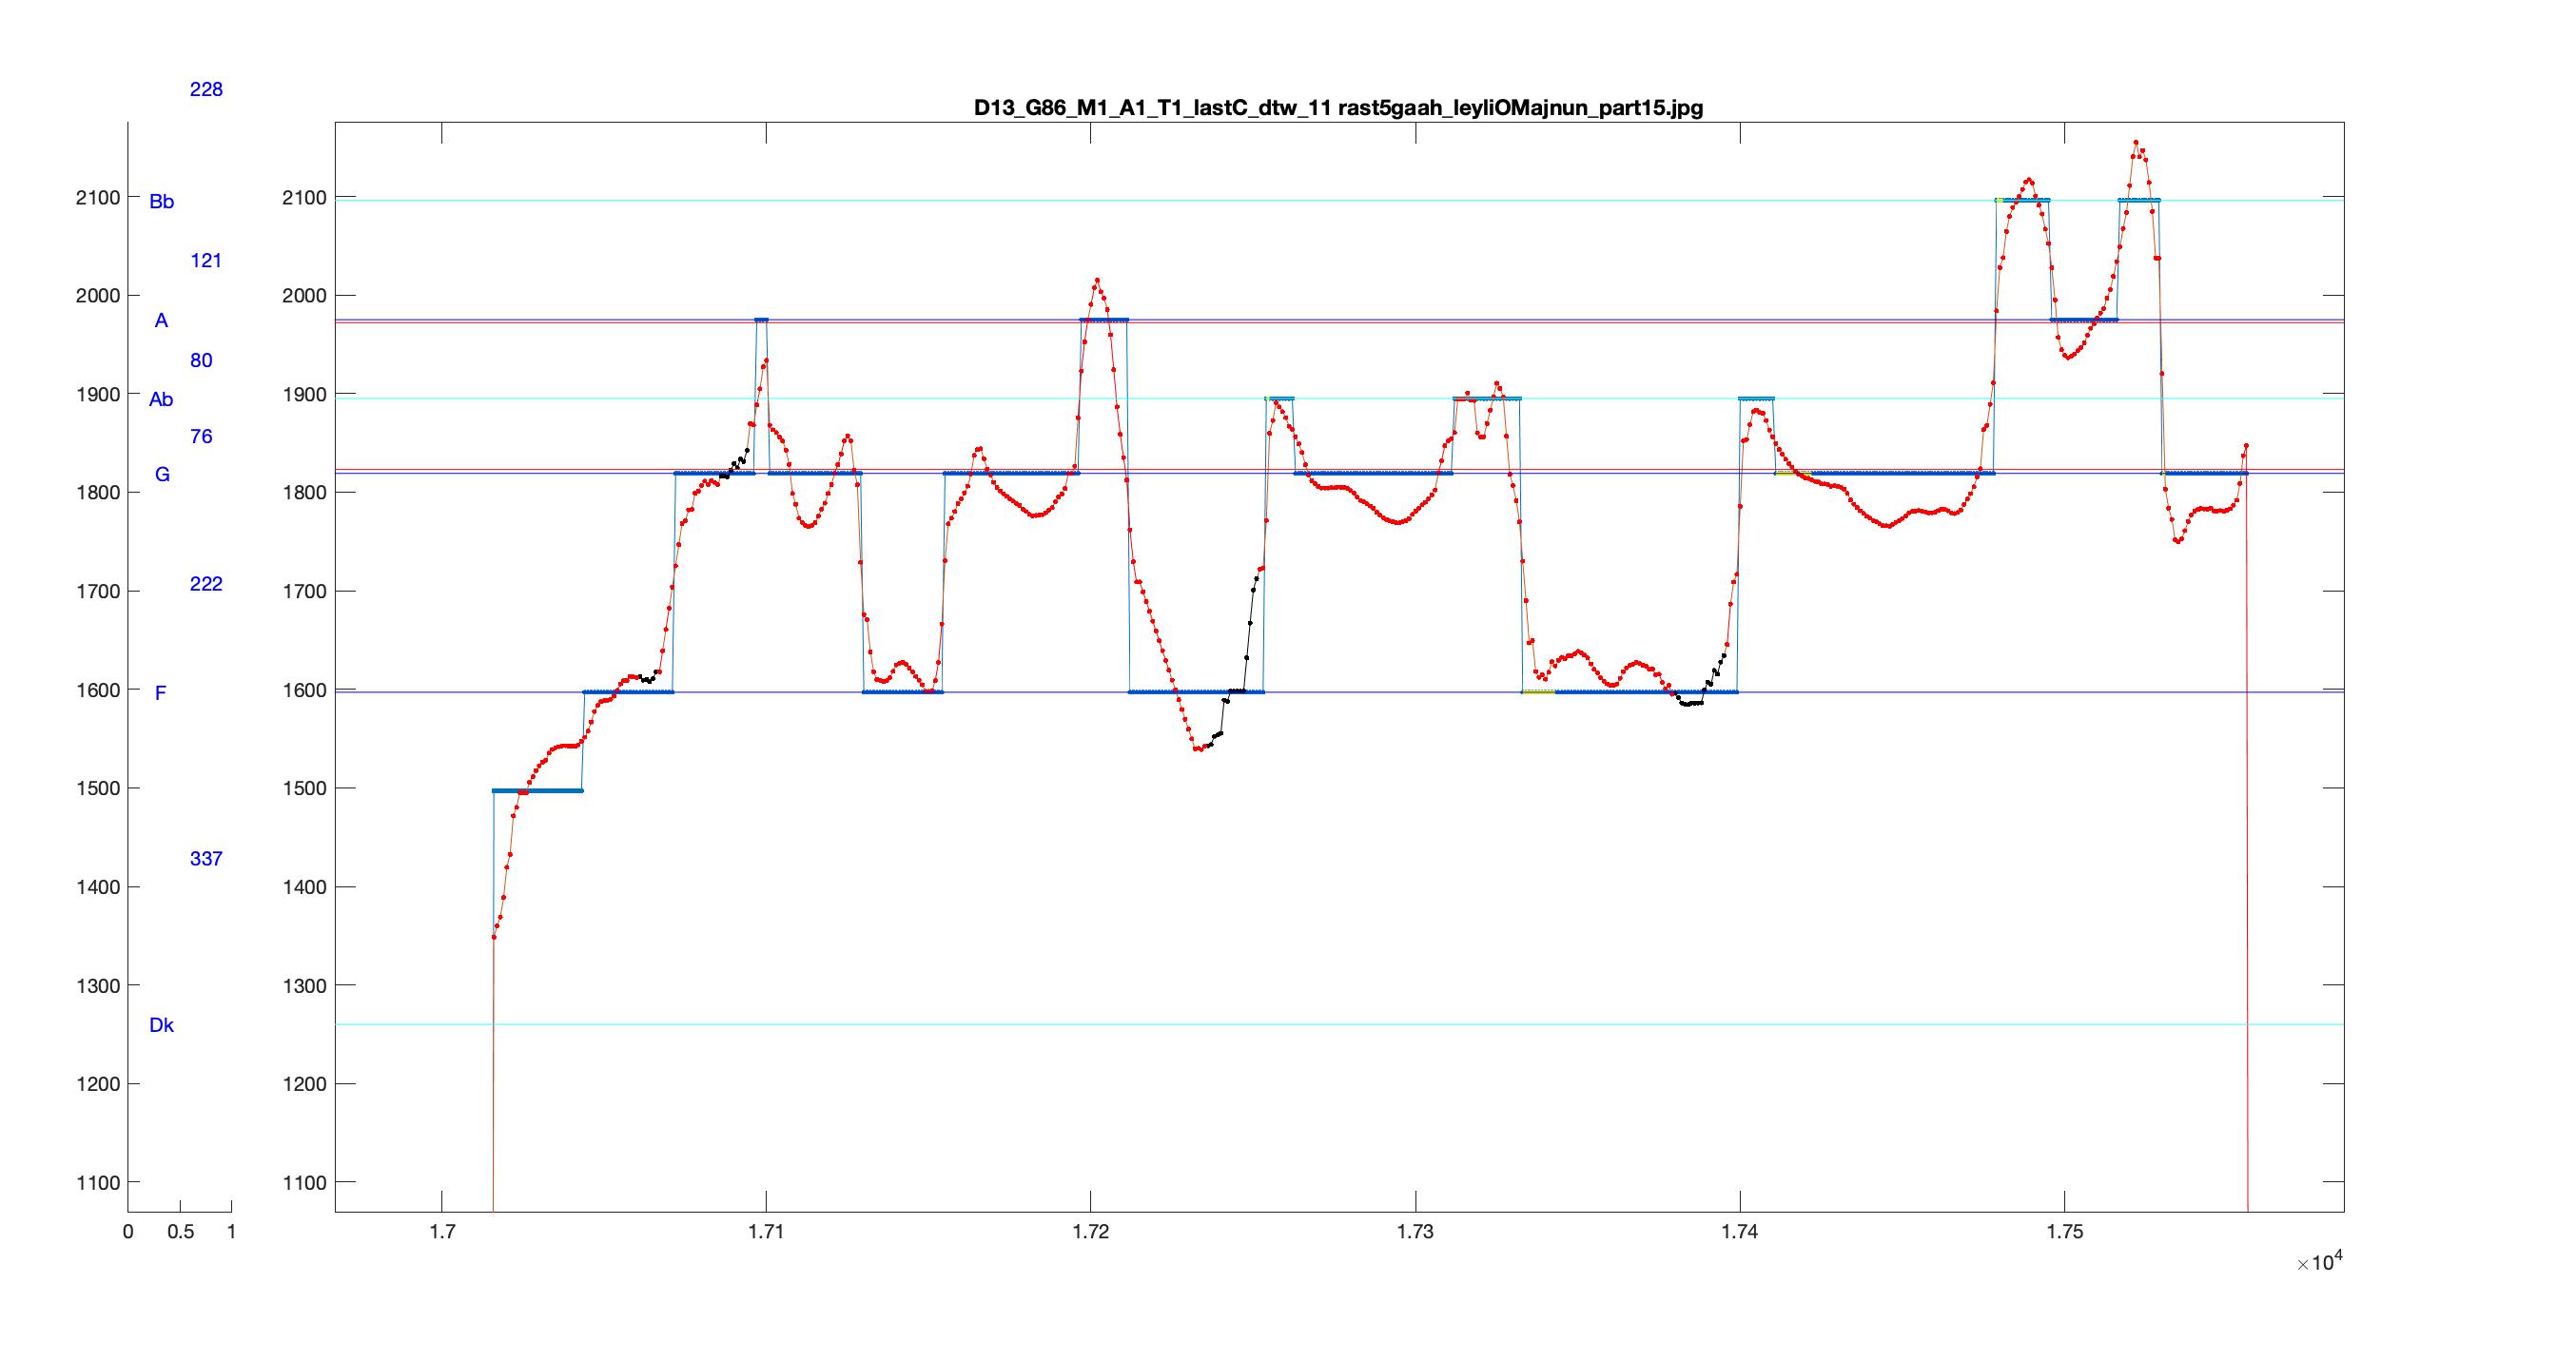 228
D13_G86_M1_A1_T1_lastC_dtw_11 rast5gaah_leyliOMajnun_part15.jpg
2100 Bb 2100
121
2000 2000
A
80
1900 Ab 1900
76
G
1800 1800
1700 222 1700
1600 F 1600
1500 1500
337
1400 1400
1300 1300
Dk
1200 1200
1100 1100
0 0.5 1 1.7 1.71 1.72 1.73 1.74 1.75
×10⁴